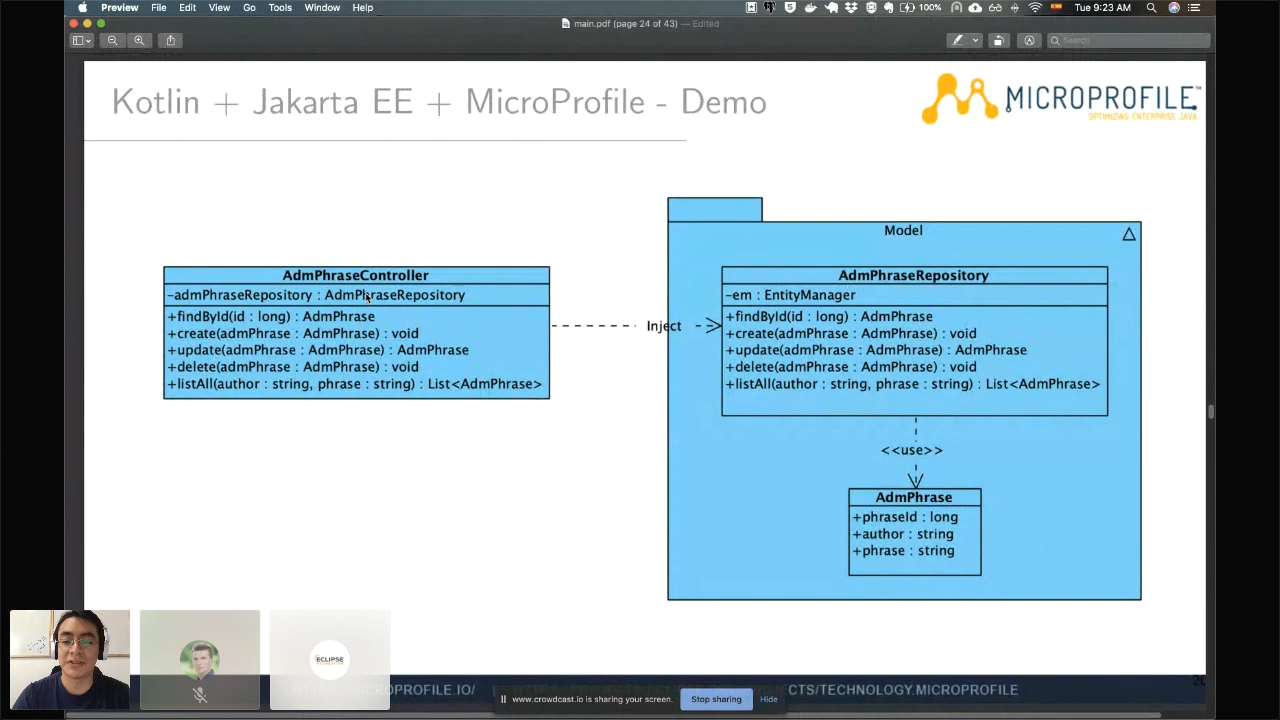 Preview File Edit View Go Tools Window Help
100% Tue 9:23 AM
main.pdf (page 24 of 43) — Edited
Search
Kotlin + Jakarta EE + MicroProfile - Demo
MICROPROFILE™
OPTIMIZING ENTERPRISE JAVA
Model
AdmPhraseController
-admPhraseRepository : AdmPhraseRepository
+findById(id : long) : AdmPhrase
+create(admPhrase : AdmPhrase) : void
+update(admPhrase : AdmPhrase) : AdmPhrase
+delete(admPhrase : AdmPhrase) : void
+listAll(author : string, phrase : string) : List<AdmPhrase>
Inject
AdmPhraseRepository
-em : EntityManager
+findById(id : long) : AdmPhrase
+create(admPhrase : AdmPhrase) : void
+update(admPhrase : AdmPhrase) : AdmPhrase
+delete(admPhrase : AdmPhrase) : void
+listAll(author : string, phrase : string) : List<AdmPhrase>
<<use>>
AdmPhrase
+phraseId : long
+author : string
+phrase : string
ECLIPSE
FOUNDATION
www.crowdcast.io is sharing your screen. Stop sharing Hide
MICROPROFILE.IO/ CTS/TECHNOLOGY.MICROPROFILE